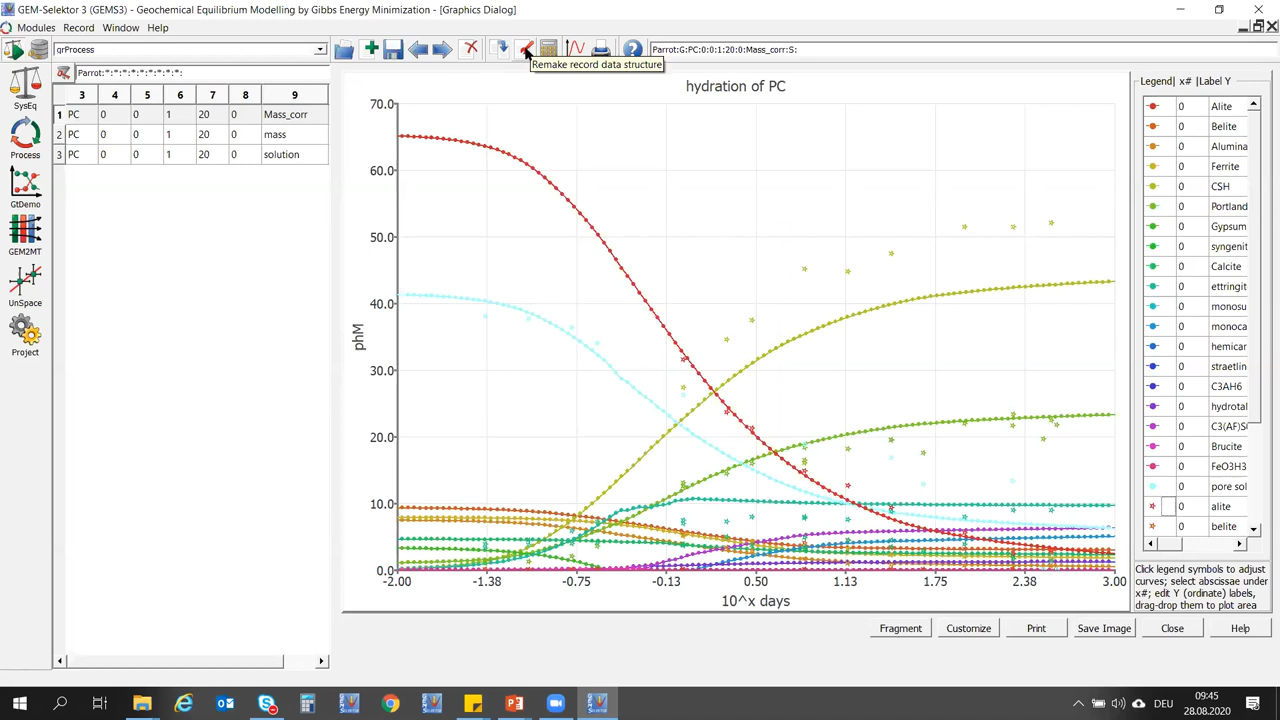 GEM-Selektor 3 (GEMS3) - Geochemical Equilibrium Modelling by Gibbs Energy Minimization - [Graphics Dialog]
Modules Record Window Help
grProcess
Parrot:G:PC:0:0:1:20:0:Mass_corr:S:
Remake record data structure
Parrot:*:*:*:*:*:*:*:*:
3 4 5 6 7 8 9
1 PC 0 0 1 20 0 Mass_corr
2 PC 0 0 1 20 0 mass
3 PC 0 0 1 20 0 solution
SysEq
Process
GtDemo
GEM2MT
UnSpace
Project
hydration of PC
70.0
60.0
50.0
40.0
30.0
20.0
10.0
0.0
phM
-2.00 -1.38 -0.75 -0.13 0.50 1.13 1.75 2.38 3.00
10^x days
Legend| x# |Label Y
0 Alite
0 Belite
0 Alumina
0 Ferrite
0 CSH
0 Portland
0 Gypsum
0 syngenit
0 Calcite
0 ettringit
0 monosu
0 monoca
0 hemicar
0 straetlin
0 C3AH6
0 hydrotal
0 C3(AF)S
0 Brucite
0 FeO3H3
0 pore sol
0 alite
0 belite
Click legend symbols to adjust
curves; select abscissae under
x#; edit Y (ordinate) labels,
drag-drop them to plot area
Fragment Customize Print Save Image Close Help
DEU
09:45
28.08.2020